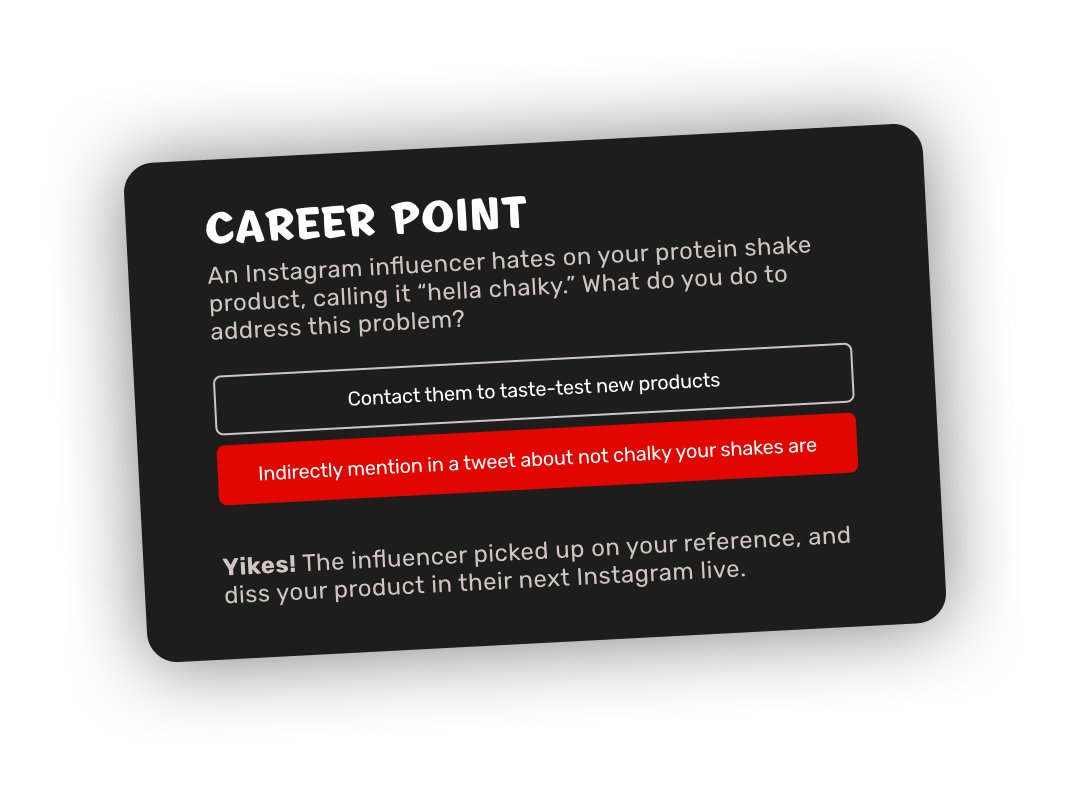 CAREER POINT
An Instagram influencer hates on your protein shake
product, calling it “hella chalky.” What do you do to
address this problem?
Contact them to taste-test new products
Indirectly mention in a tweet about not chalky your shakes are
Yikes! The influencer picked up on your reference, and
diss your product in their next Instagram live.